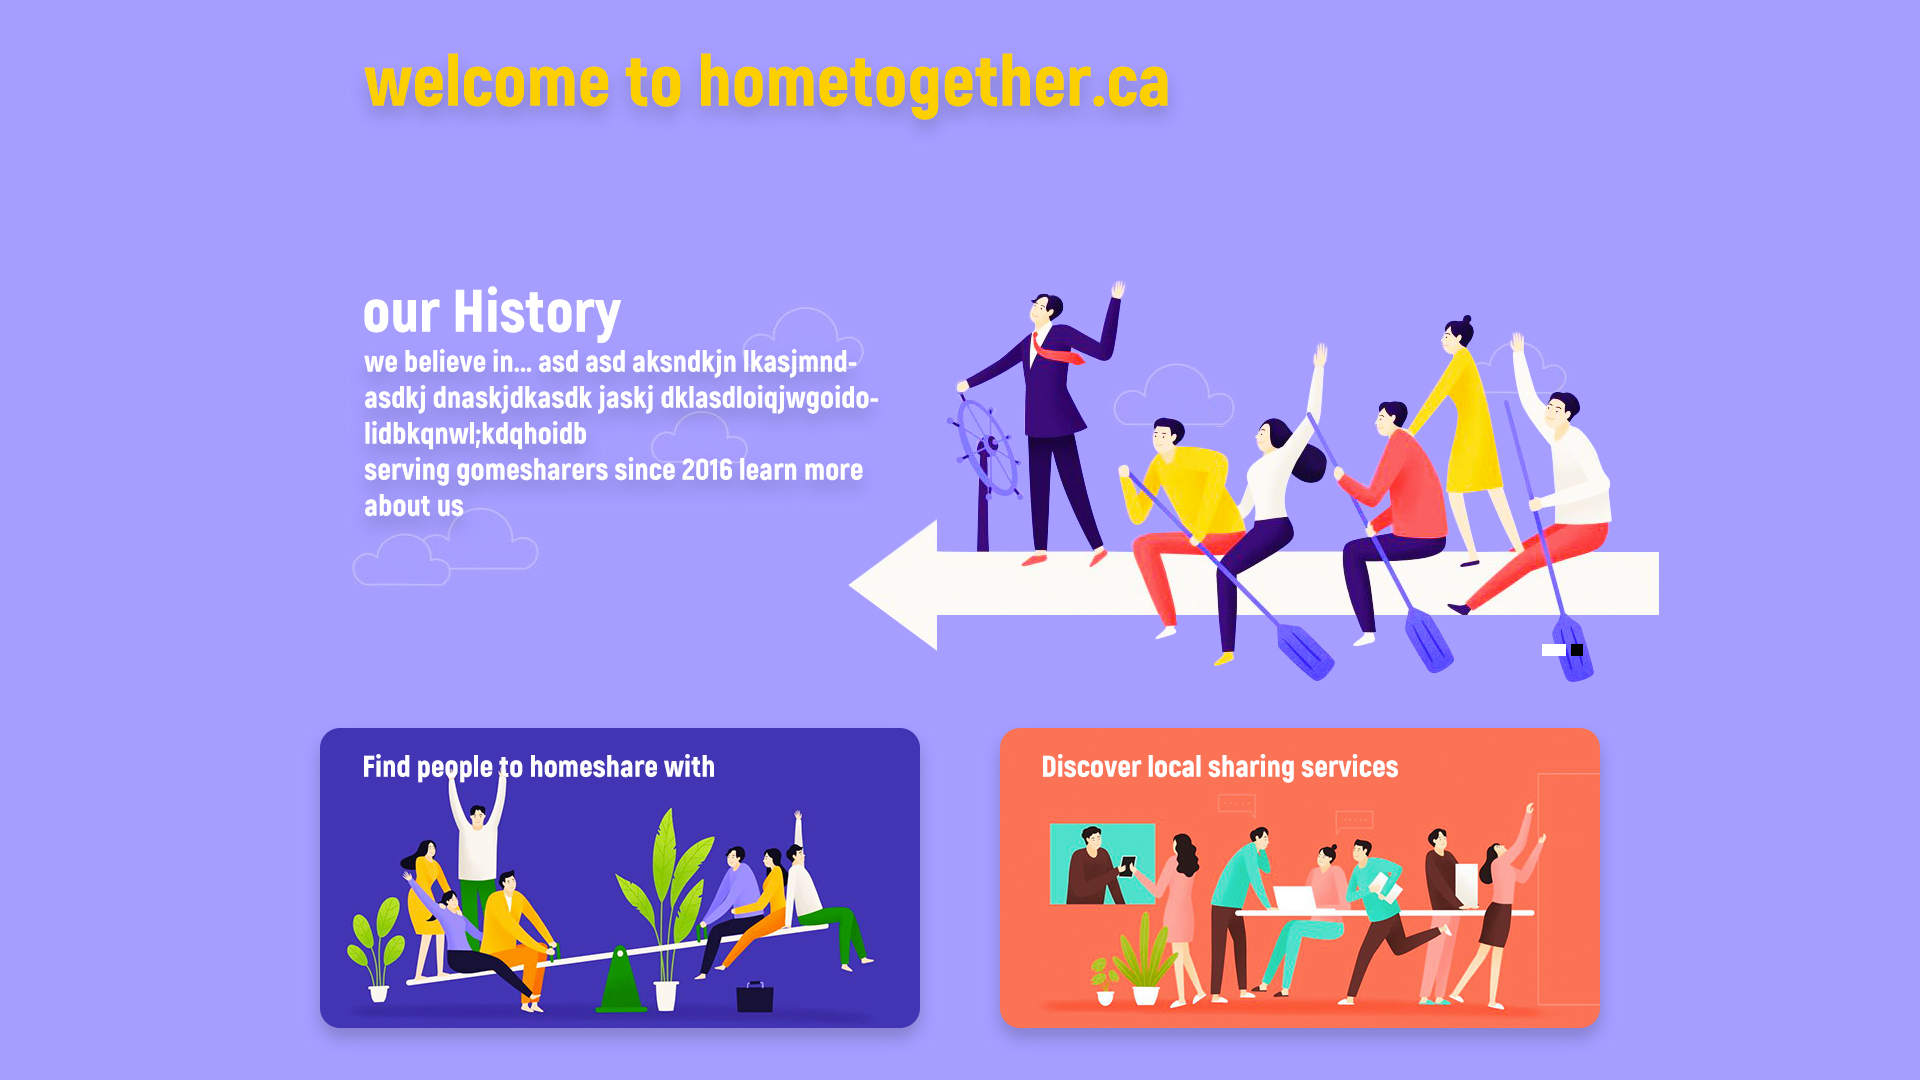 welcome to hometogether.ca
our History
we believe in... asd asd aksndkjn lkasjmnd-
asdkj dnaskjdkasdk jaskj dklasdloiqjwgoido-
lidbkqnwl;kdqhoidb
serving gomesharers since 2016 learn more
about us
Find people to homeshare with
Discover local sharing services